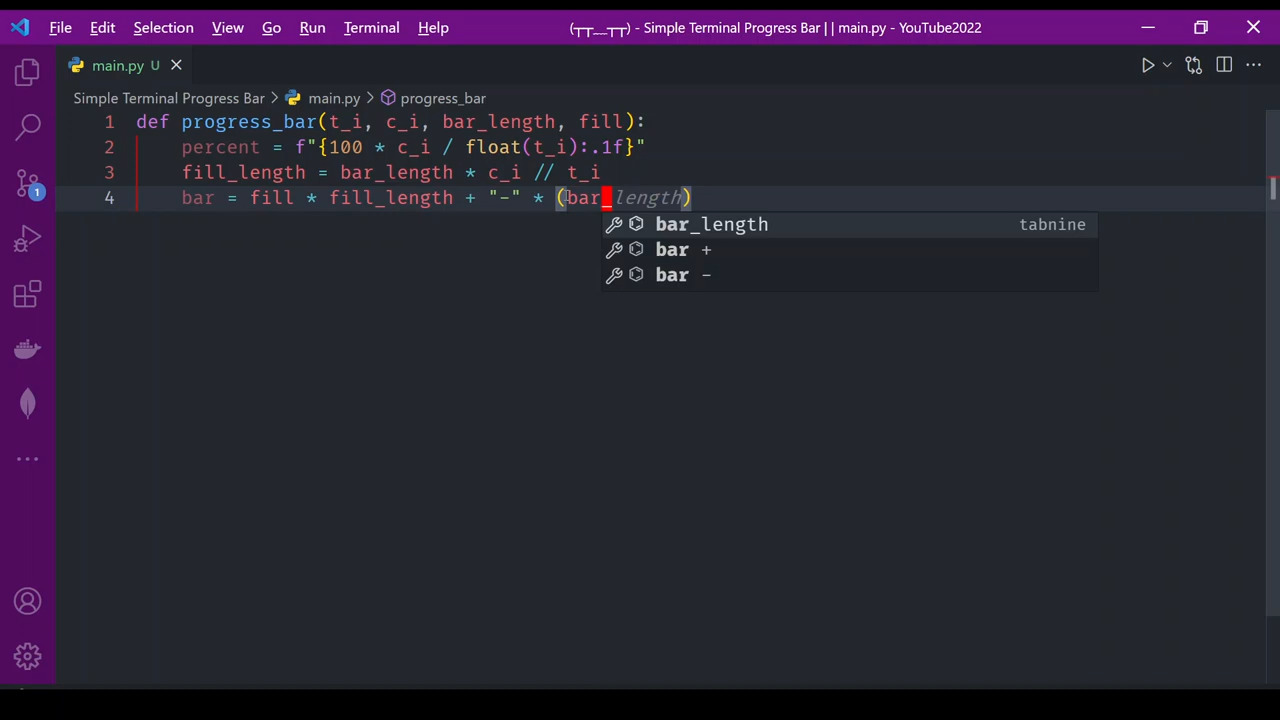 File Edit Selection View Go Run Terminal Help (┬┬﹏┬┬) - Simple Terminal Progress Bar | | main.py - YouTube2022
main.py U
Simple Terminal Progress Bar > main.py > progress_bar
1 def progress_bar(t_i, c_i, bar_length, fill):
2 percent = f"{100 * c_i / float(t_i):.1f}"
3 fill_length = bar_length * c_i // t_i
4 bar = fill * fill_length + "-" * (bar_length)
bar_length tabnine
bar +
bar -
1